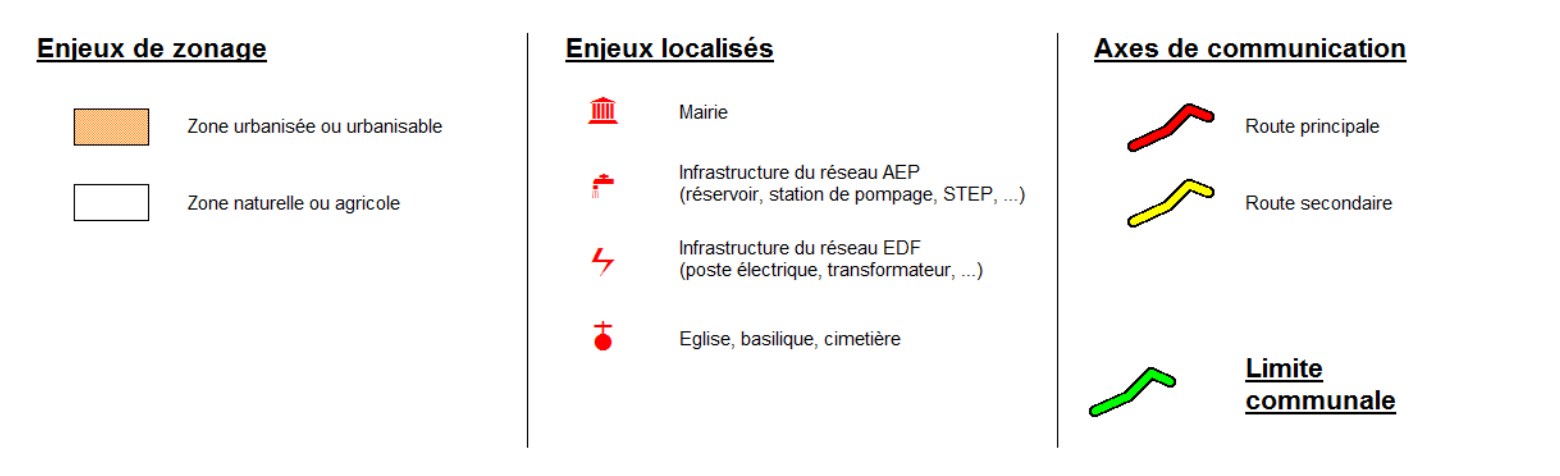 Enjeux de zonage
Zone urbanisée ou urbanisable
Zone naturelle ou agricole
Enjeux localisés
Mairie
Infrastructure du réseau AEP
(réservoir, station de pompage, STEP, ...)
Infrastructure du réseau EDF
(poste électrique, transformateur, ...)
Eglise, basilique, cimetière
Axes de communication
Route principale
Route secondaire
Limite
communale